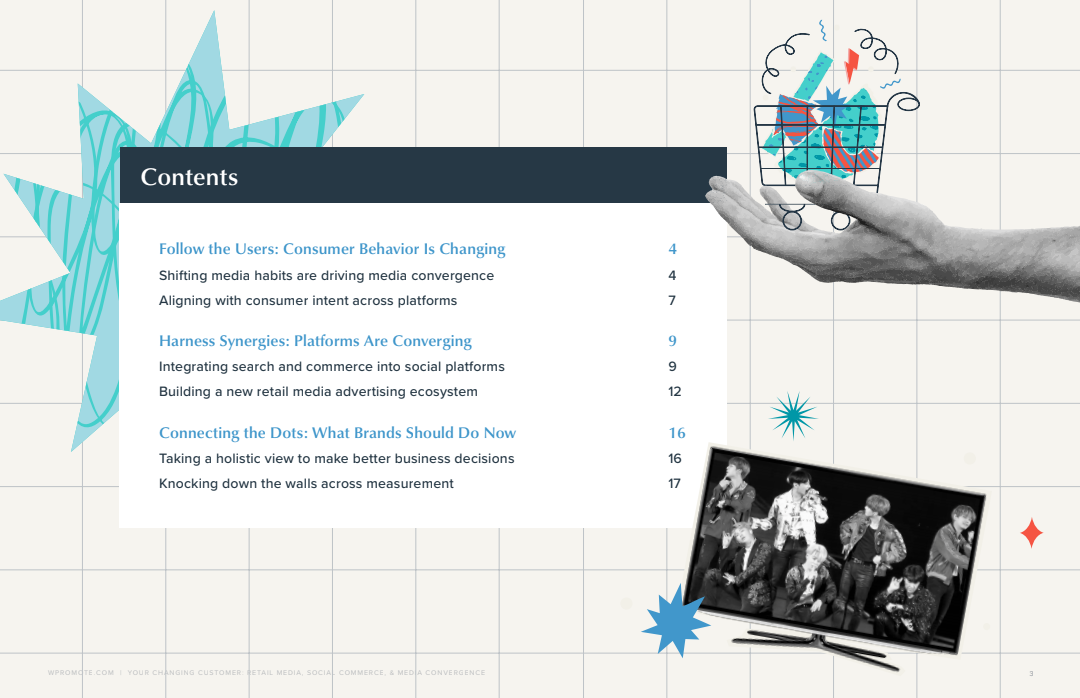 Contents
Follow the Users: Consumer Behavior Is Changing 4
Shifting media habits are driving media convergence 4
Aligning with consumer intent across platforms 7
Harness Synergies: Platforms Are Converging 9
Integrating search and commerce into social platforms 9
Building a new retail media advertising ecosystem 12
Connecting the Dots: What Brands Should Do Now 16
Taking a holistic view to make better business decisions 16
Knocking down the walls across measurement 17
WPROMOTE.COM | YOUR CHANGING CUSTOMER: RETAIL MEDIA, SOCIAL COMMERCE, & MEDIA CONVERGENCE 3